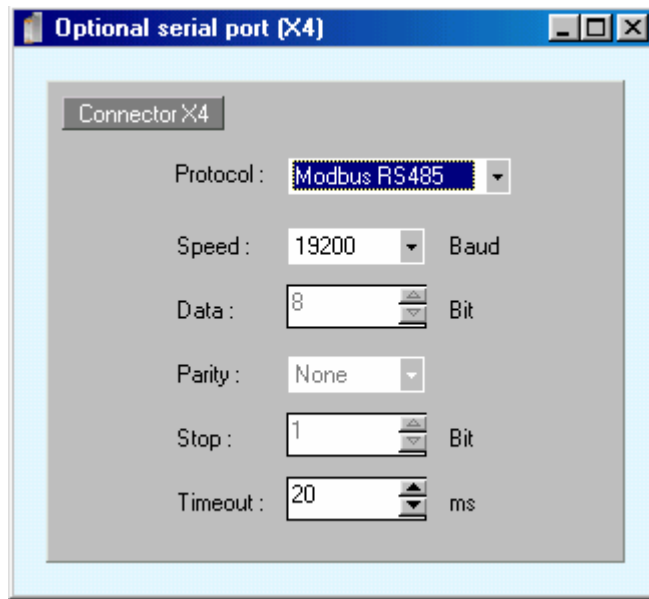 Optional serial port (X4)
Connector X4
Protocol : Modbus RS485
Speed : 19200 Baud
Data : 8 Bit
Parity : None
Stop : 1 Bit
Timeout : 20 ms